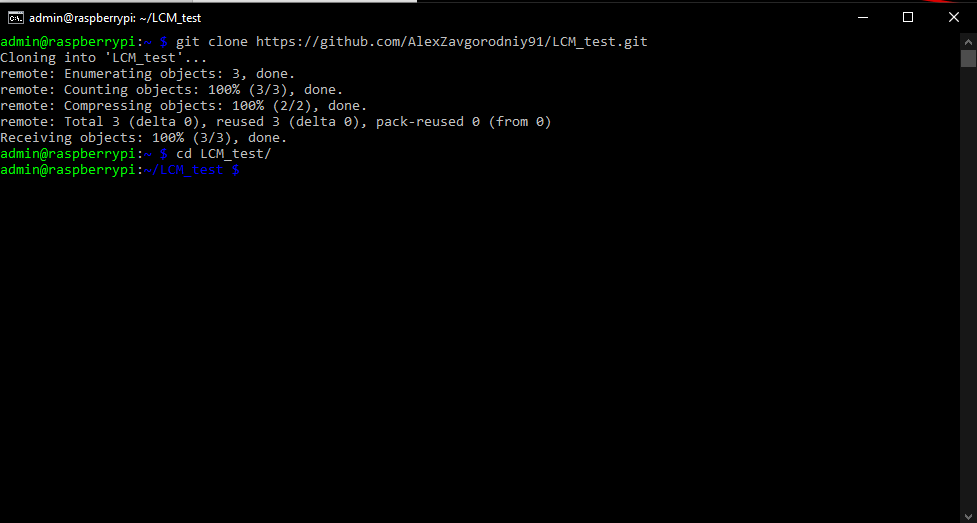 admin@raspberrypi: ~/LCM_test
admin@raspberrypi:~ $ git clone https://github.com/AlexZavgorodniy91/LCM_test.git
Cloning into 'LCM_test'...
remote: Enumerating objects: 3, done.
remote: Counting objects: 100% (3/3), done.
remote: Compressing objects: 100% (2/2), done.
remote: Total 3 (delta 0), reused 3 (delta 0), pack-reused 0 (from 0)
Receiving objects: 100% (3/3), done.
admin@raspberrypi:~ $ cd LCM_test/
admin@raspberrypi:~/LCM_test $